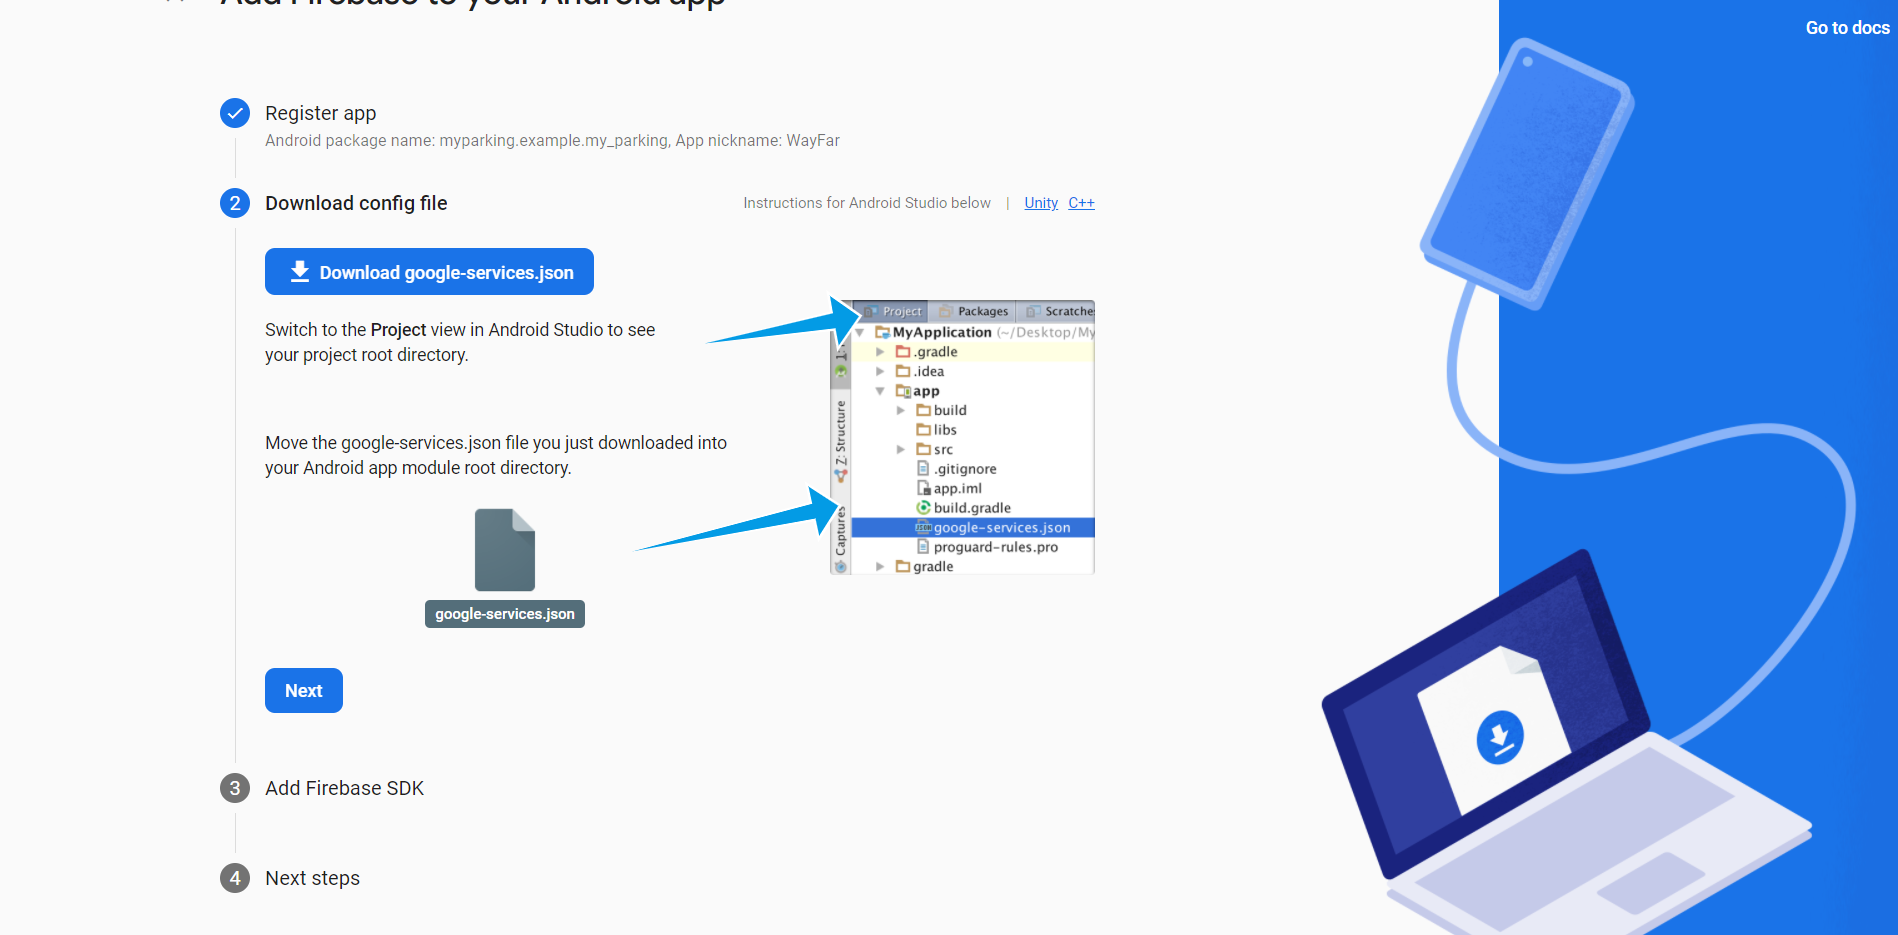 Add Firebase to your Android app
Go to docs
Register app
Android package name: myparking.example.my_parking, App nickname: WayFar
2 Download config file
Instructions for Android Studio below | Unity C++
Download google-services.json
Switch to the Project view in Android Studio to see
your project root directory.
Move the google-services.json file you just downloaded into
your Android app module root directory.
google-services.json
Project Packages Scratches
MyApplication (~/Desktop/My
.gradle
.idea
app
build
libs
src
.gitignore
app.iml
build.gradle
google-services.json
proguard-rules.pro
gradle
Z: Structure
Captures
Next
3 Add Firebase SDK
4 Next steps